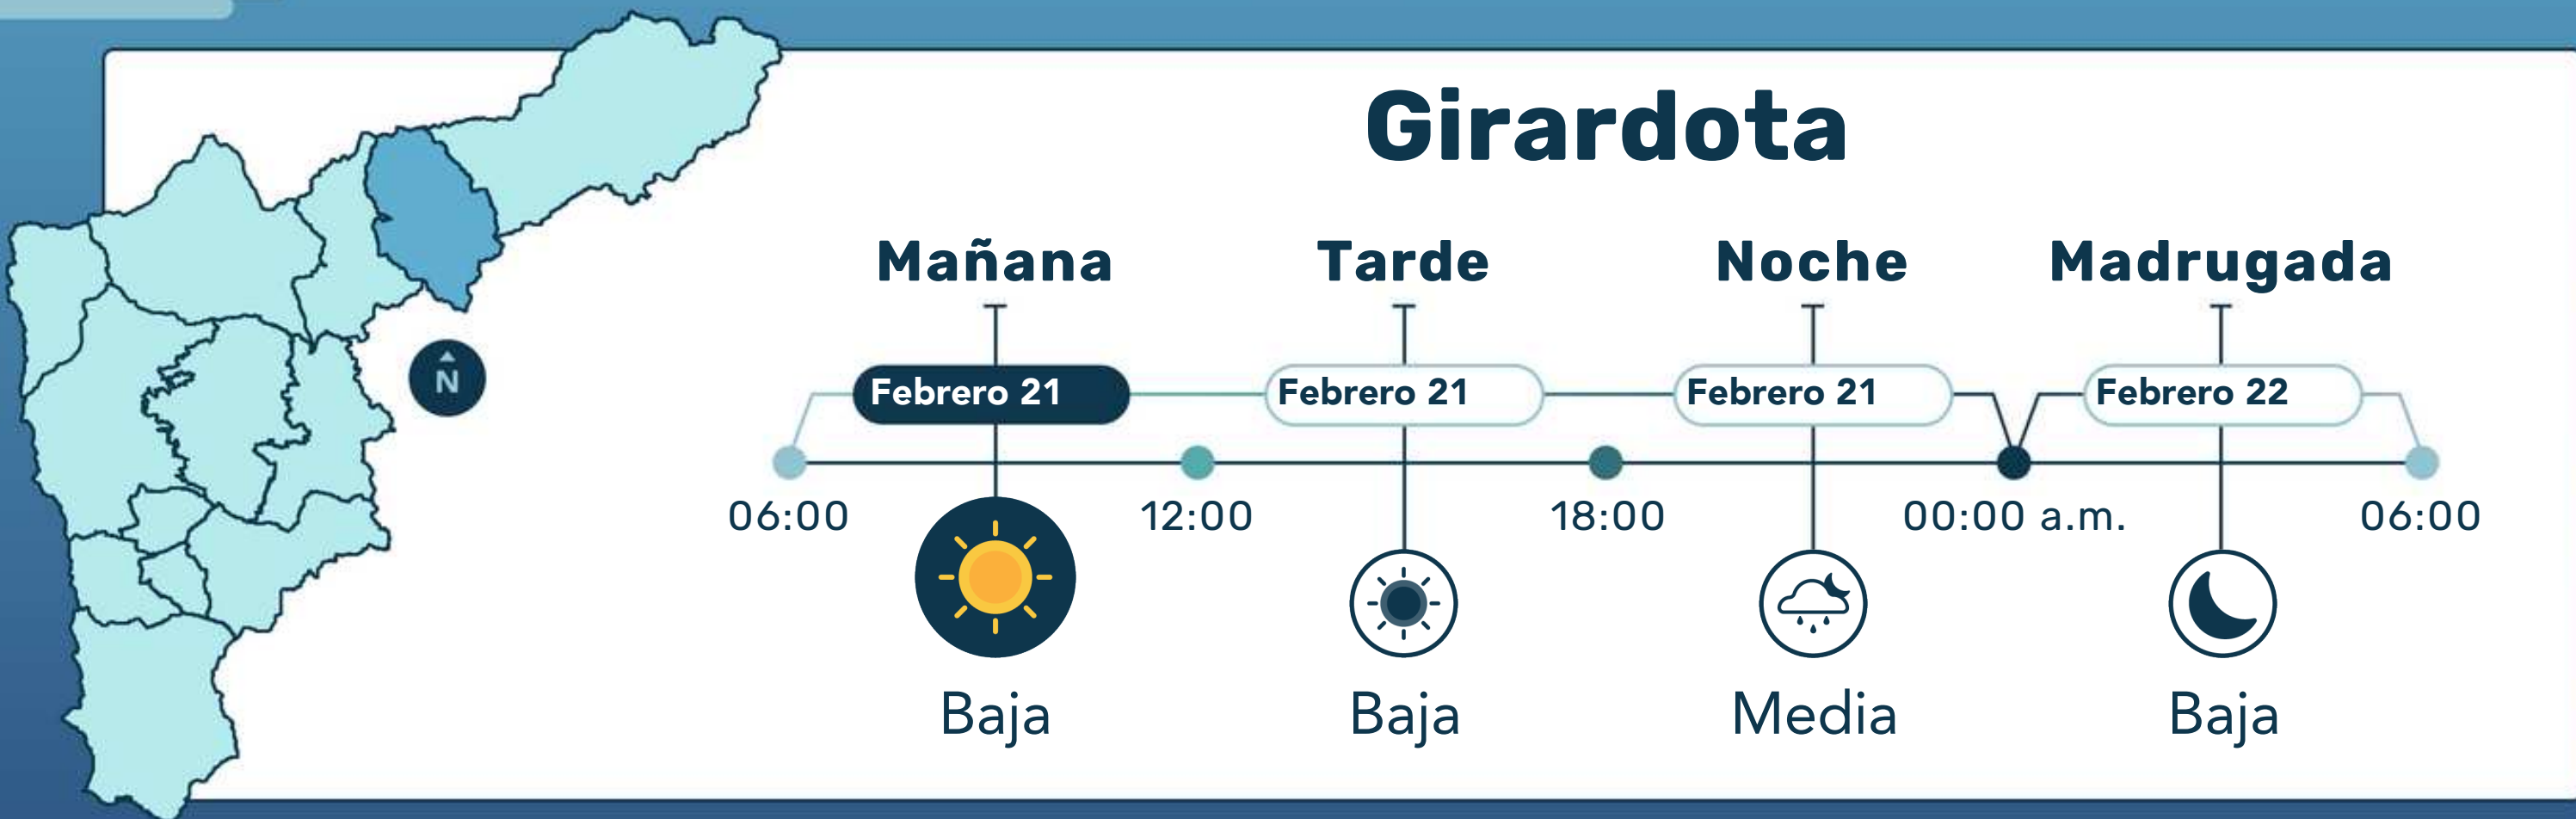 Girardota
Mañana Tarde Noche Madrugada
Febrero 21 Febrero 21 Febrero 21 Febrero 22
N
06:00 12:00 18:00 00:00 a.m. 06:00
Baja Baja Media Baja